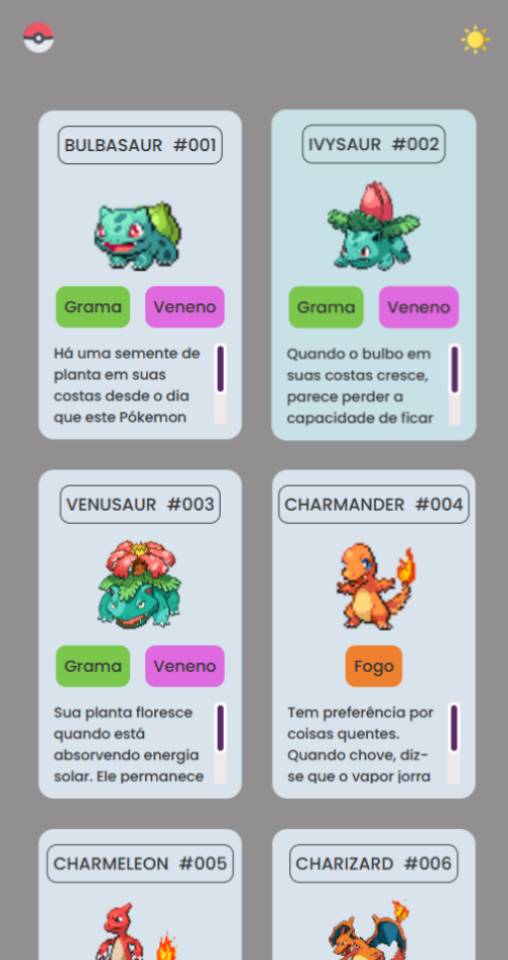 BULBASAUR #001
Grama Veneno
Há uma semente de
planta em suas
costas desde o dia
que este Pókemon
IVYSAUR #002
Grama Veneno
Quando o bulbo em
suas costas cresce,
parece perder a
capacidade de ficar
VENUSAUR #003
Grama Veneno
Sua planta floresce
quando está
absorvendo energia
solar. Ele permanece
CHARMANDER #004
Fogo
Tem preferência por
coisas quentes.
Quando chove, diz-
se que o vapor jorra
CHARMELEON #005
CHARIZARD #006